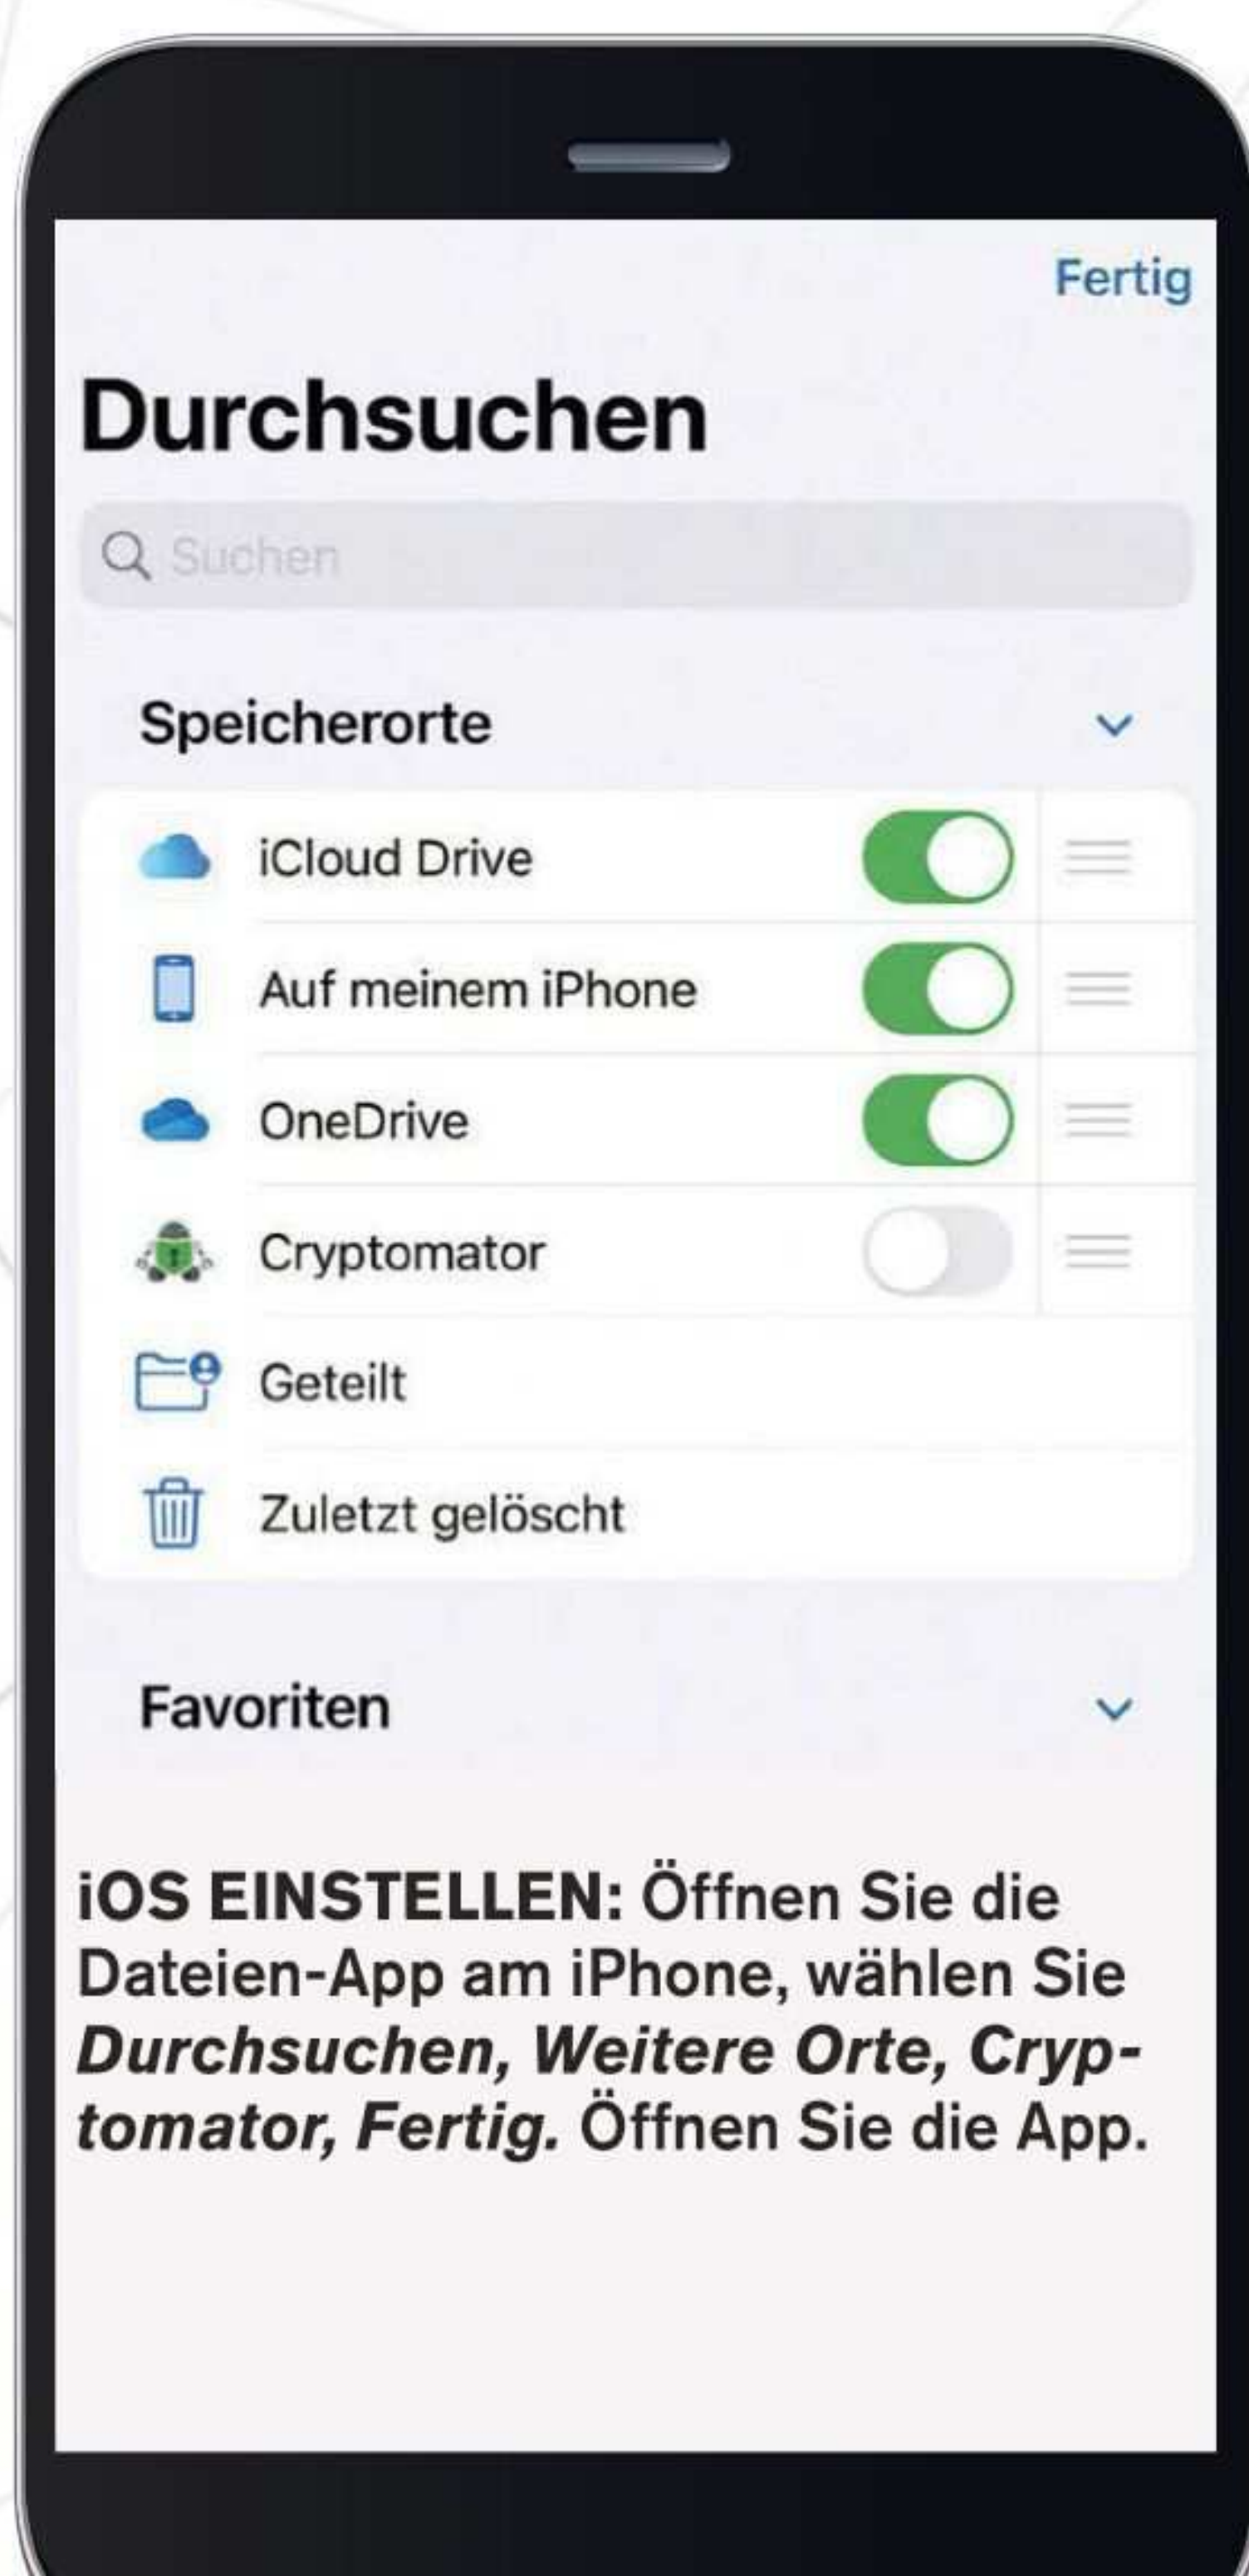 Fertig
Durchsuchen
Suchen
Speicherorte
iCloud Drive
Auf meinem iPhone
OneDrive
Cryptomator
Geteilt
Zuletzt gelöscht
Favoriten
iOS EINSTELLEN: Öffnen Sie die
Dateien-App am iPhone, wählen Sie
Durchsuchen, Weitere Orte, Cryp-
tomator, Fertig. Öffnen Sie die App.